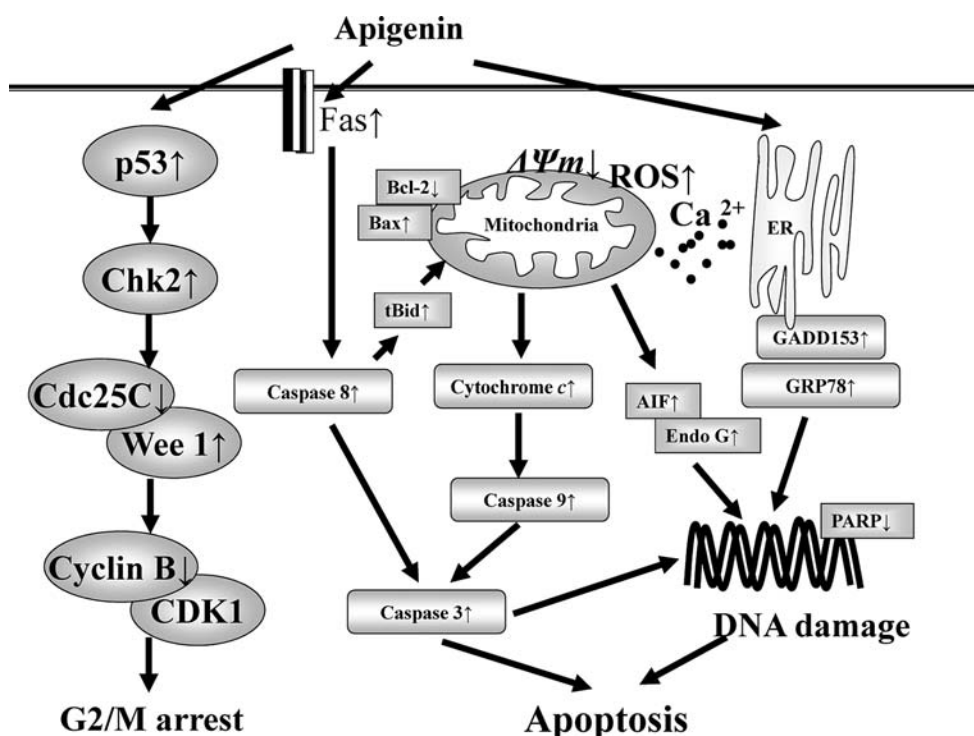 Apigenin
Fas↑
p53↑
Chk2↑
Cdc25C↓
Wee 1↑
Cyclin B↓
CDK1
G2/M arrest
Bcl-2↓
Bax↑
tBid↑
Caspase 8↑
ΔΨm↓
ROS↑
Mitochondria
Ca 2+
Cytochrome c↑
Caspase 9↑
Caspase 3↑
AIF↑
Endo G↑
ER
GADD153↑
GRP78↑
PARP↓
DNA damage
Apoptosis